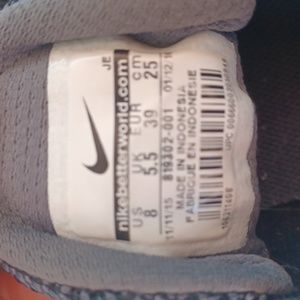 JE
nikebetterworld.com
US UK EUR cm
8 5.5 39 25
11/11/15 01/12/16
819302-001
MADE IN INDONESIA
FABRIQUE EN INDONESIE